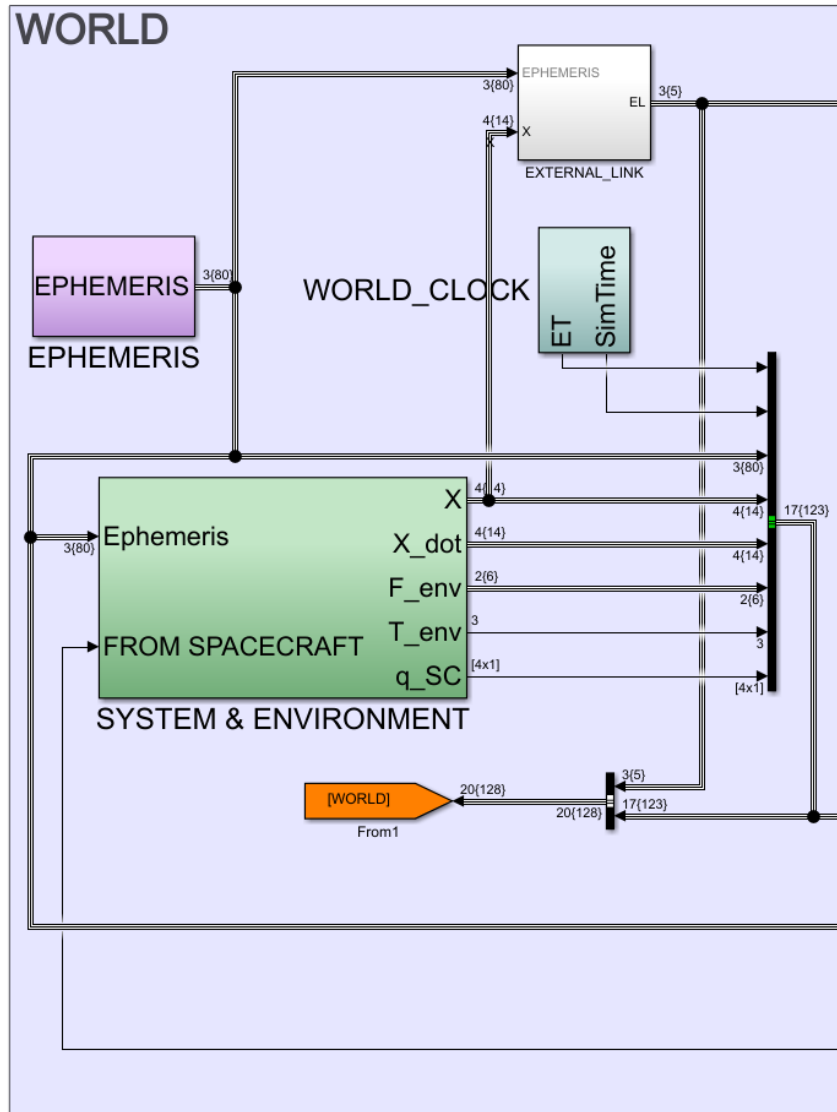 WORLD
EPHEMERIS
3{80}
EL
3{5}
4{14}
X
X
EXTERNAL_LINK
EPHEMERIS
3{80}
EPHEMERIS
WORLD_CLOCK
ET
SimTime
3{80}
X
4{14}
17{123}
Ephemeris
3{80}
X_dot
4{14}
4{14}
F_env
2{6}
2{6}
FROM SPACECRAFT
T_env
3
3
q_SC
[4x1]
[4x1]
SYSTEM & ENVIRONMENT
3{5}
[WORLD]
20{128}
17{123}
20{128}
From1